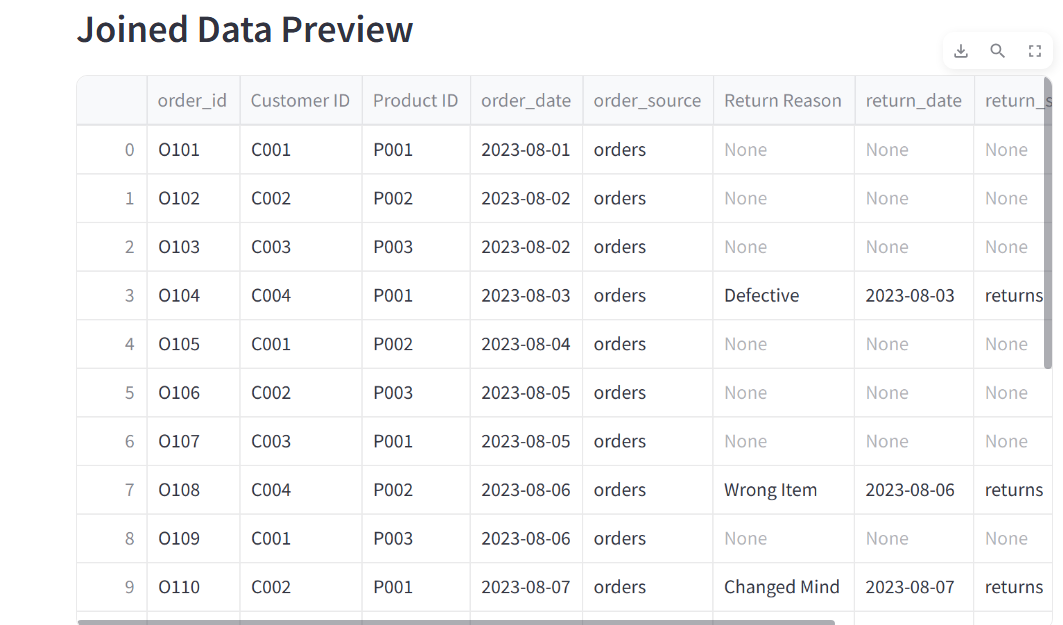 Joined Data Preview
order_id Customer ID Product ID order_date order_source Return Reason return_date return_s
0 O101 C001 P001 2023-08-01 orders None None None
1 O102 C002 P002 2023-08-02 orders None None None
2 O103 C003 P003 2023-08-02 orders None None None
3 O104 C004 P001 2023-08-03 orders Defective 2023-08-03 returns
4 O105 C001 P002 2023-08-04 orders None None None
5 O106 C002 P003 2023-08-05 orders None None None
6 O107 C003 P001 2023-08-05 orders None None None
7 O108 C004 P002 2023-08-06 orders Wrong Item 2023-08-06 returns
8 O109 C001 P003 2023-08-06 orders None None None
9 O110 C002 P001 2023-08-07 orders Changed Mind 2023-08-07 returns